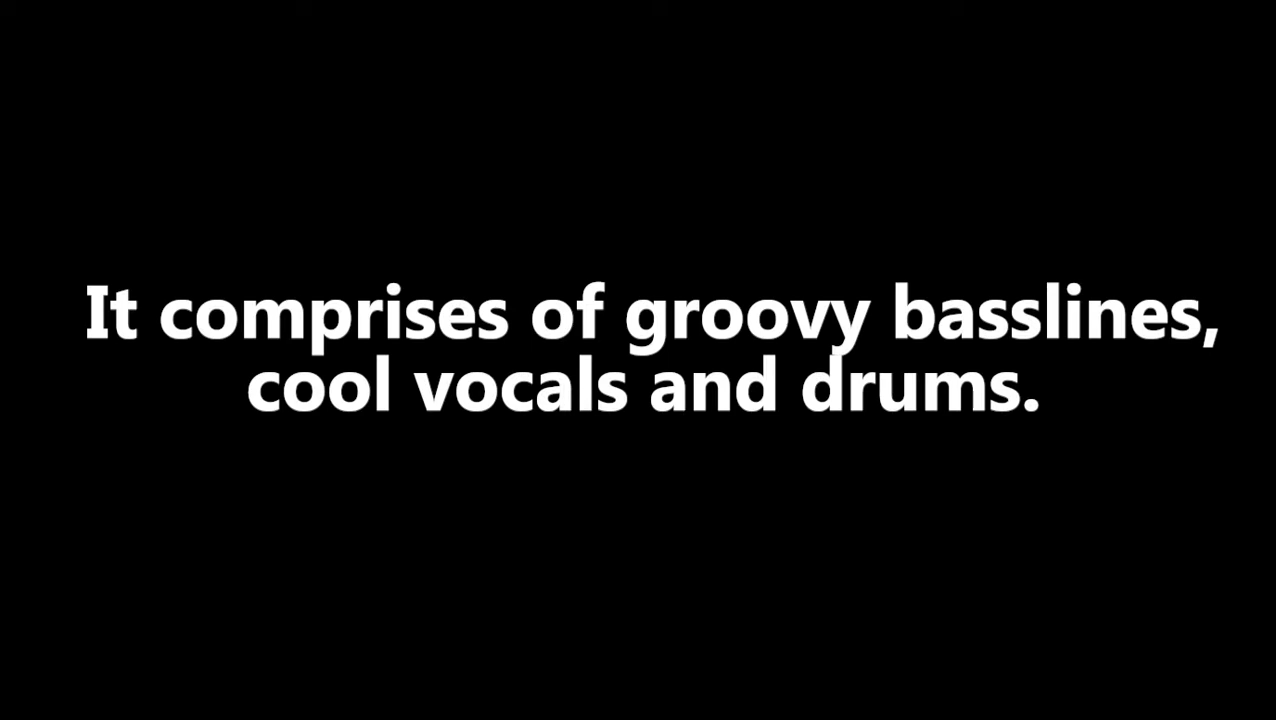 It comprises of groovy basslines,
cool vocals and drums.